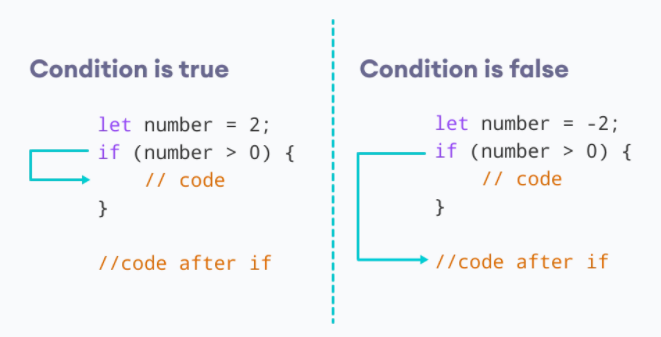 Condition is true
let number = 2;
if (number > 0) {
// code
}
//code after if
Condition is false
let number = -2;
if (number > 0) {
// code
}
//code after if